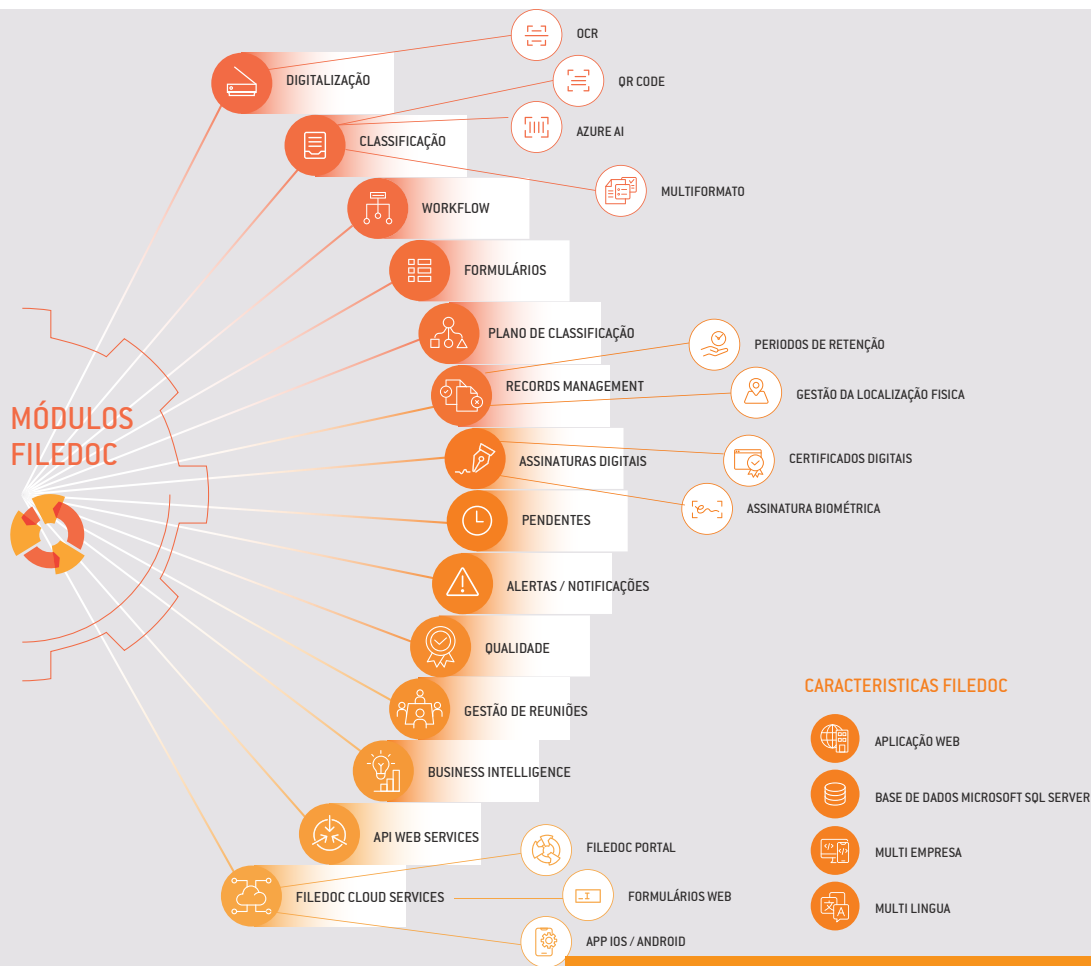 OCR
DIGITALIZAÇÃO
QR CODE
AZURE AI
CLASSIFICAÇÃO
MULTIFORMATO
WORKFLOW
FORMULÁRIOS
PLANO DE CLASSIFICAÇÃO
PERIODOS DE RETENÇÃO
RECORDS MANAGEMENT
GESTÃO DA LOCALIZAÇÃO FISICA
MÓDULOS
FILEDOC
ASSINATURAS DIGITAIS
CERTIFICADOS DIGITAIS
ASSINATURA BIOMÉTRICA
PENDENTES
ALERTAS / NOTIFICAÇÕES
QUALIDADE
GESTÃO DE REUNIÕES
BUSINESS INTELLIGENCE
API WEB SERVICES
FILEDOC CLOUD SERVICES
FILEDOC PORTAL
FORMULÁRIOS WEB
APP IOS / ANDROID
CARACTERISTICAS FILEDOC
APLICAÇÃO WEB
BASE DE DADOS MICROSOFT SQL SERVER
MULTI EMPRESA
MULTI LINGUA